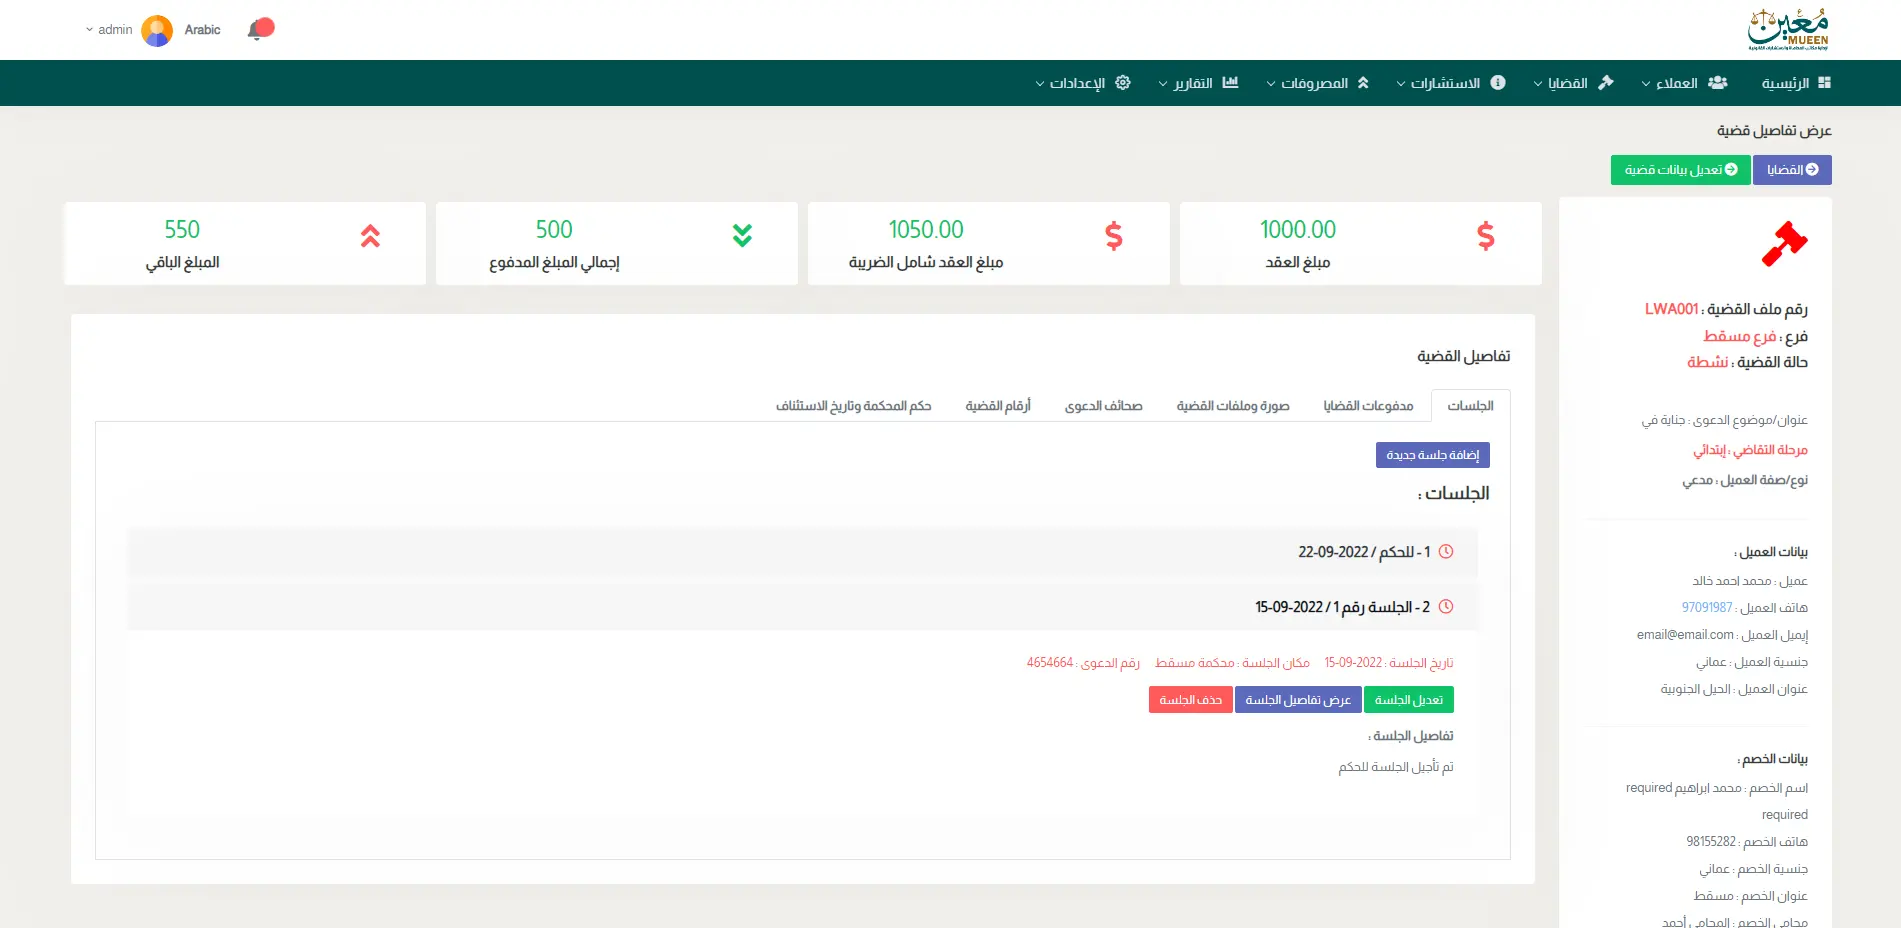 معين
MUEEN
Arabic
admin
الرئيسية
العملاء
القضايا
الاستشارات
المصروفات
التقارير
الإعدادات
عرض تفاصيل قضية
القضايا
تعديل بيانات قضية
1000.00
مبلغ العقد
1050.00
مبلغ العقد شامل الضريبة
500
إجمالي المبلغ المدفوع
550
المبلغ الباقي
رقم ملف القضية : LWA001
فرع : فرع مسقط
حالة القضية : نشطة
عنوان/موضوع الدعوى : جناية في
مرحلة التقاضي : إبتدائي
نوع/صفة العميل : مدعي
بيانات العميل :
عميل : محمد احمد خالد
هاتف العميل : 97091987
إيميل العميل : email@email.com
جنسية العميل : عماني
عنوان العميل : الحيل الجنوبية
بيانات الخصم :
اسم الخصم : محمد ابراهيم required
required
هاتف الخصم : 98155282
جنسية الخصم : عماني
عنوان الخصم : مسقط
محامي الخصم : المحامي أحمد
تفاصيل القضية
الجلسات
مدفوعات القضايا
صورة وملفات القضية
صحائف الدعوى
أرقام القضية
حكم المحكمة وتاريخ الاستئناف
إضافة جلسة جديدة
الجلسات :
1 - للحكم / 2022-09-22
2 - الجلسة رقم 1 / 2022-09-15
تاريخ الجلسة : 2022-09-15 مكان الجلسة : محكمة مسقط رقم الدعوى : 4654664
تعديل الجلسة
عرض تفاصيل الجلسة
حذف الجلسة
تفاصيل الجلسة :
تم تأجيل الجلسة للحكم